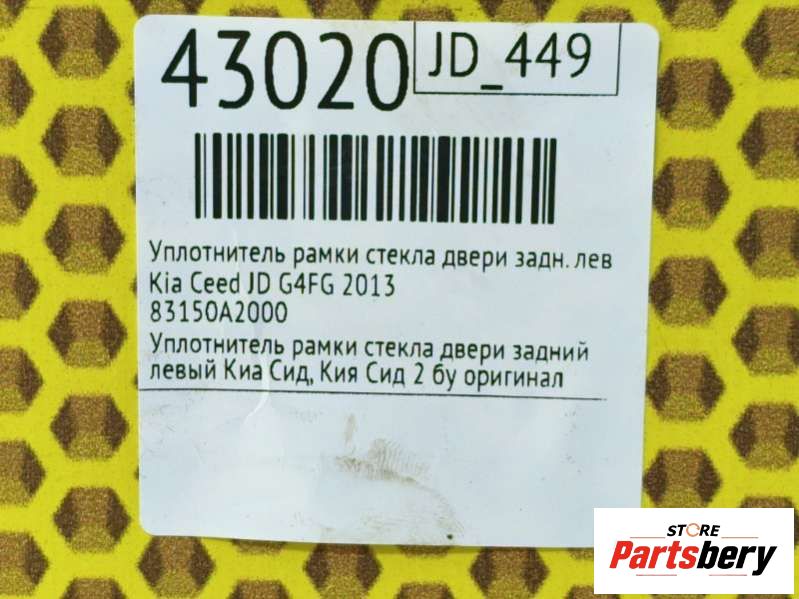 43020
JD_449
Уплотнитель рамки стекла двери задн. лев
Kia Ceed JD G4FG 2013
83150A2000
Уплотнитель рамки стекла двери задний
левый Киа Сид, Кия Сид 2 бу оригинал
STORE
Partsbery